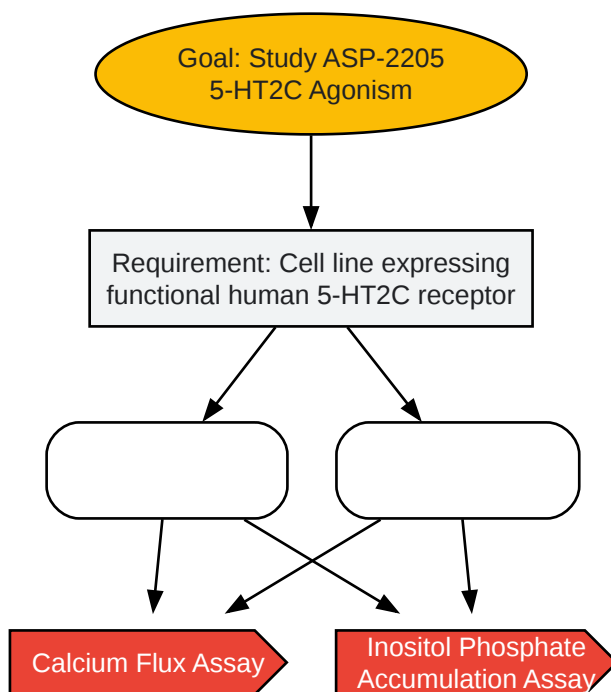 Goal: Study ASP-2205
5-HT2C Agonism
Requirement: Cell line expressing
functional human 5-HT2C receptor
Calcium Flux Assay
Inositol Phosphate
Accumulation Assay